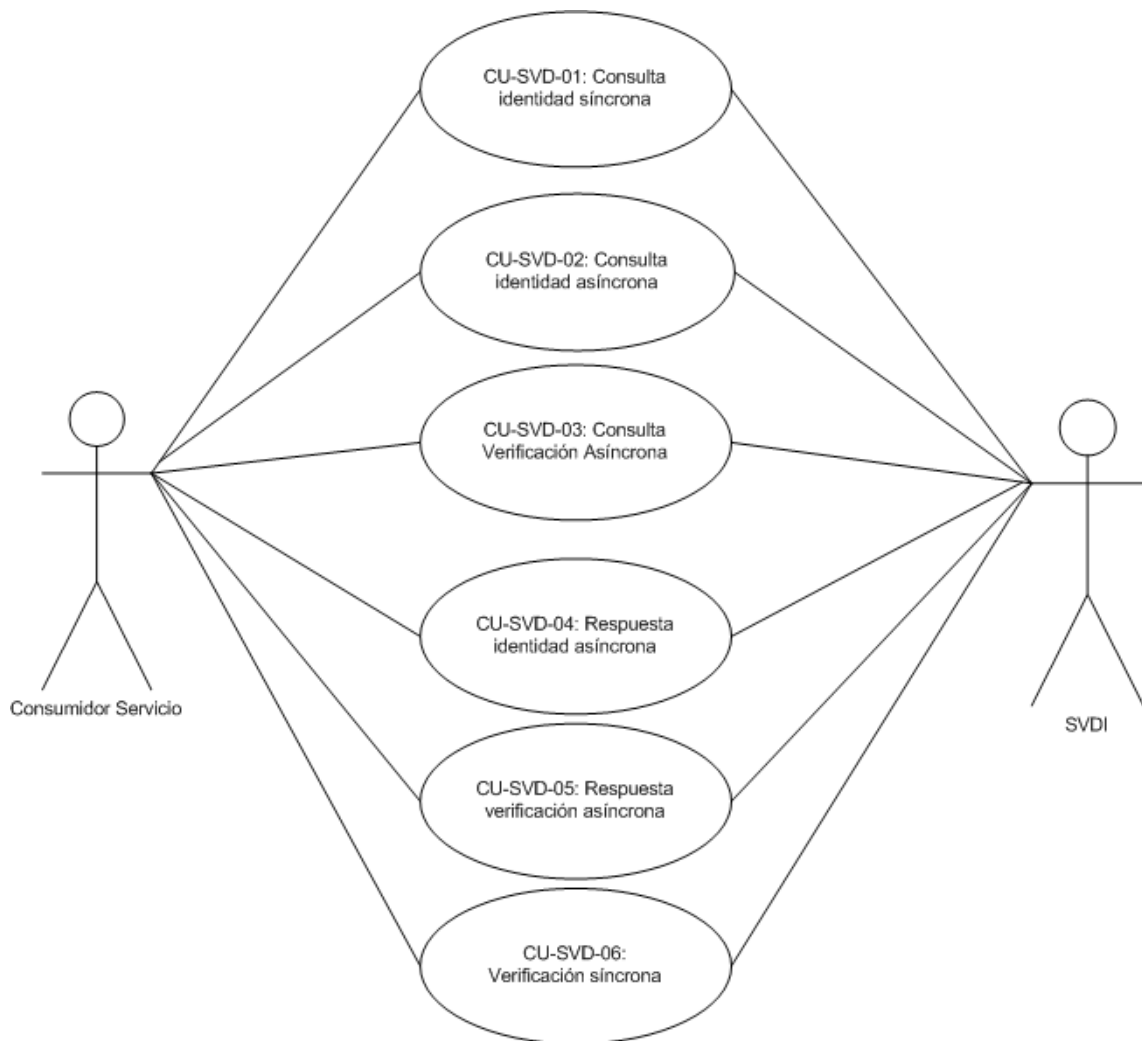 CU-SVD-01: Consulta
identidad síncrona
CU-SVD-02: Consulta
identidad asíncrona
CU-SVD-03: Consulta
Verificación Asíncrona
CU-SVD-04: Respuesta
identidad asíncrona
Consumidor Servicio
SVDI
CU-SVD-05: Respuesta
verificación asíncrona
CU-SVD-06:
Verificación síncrona